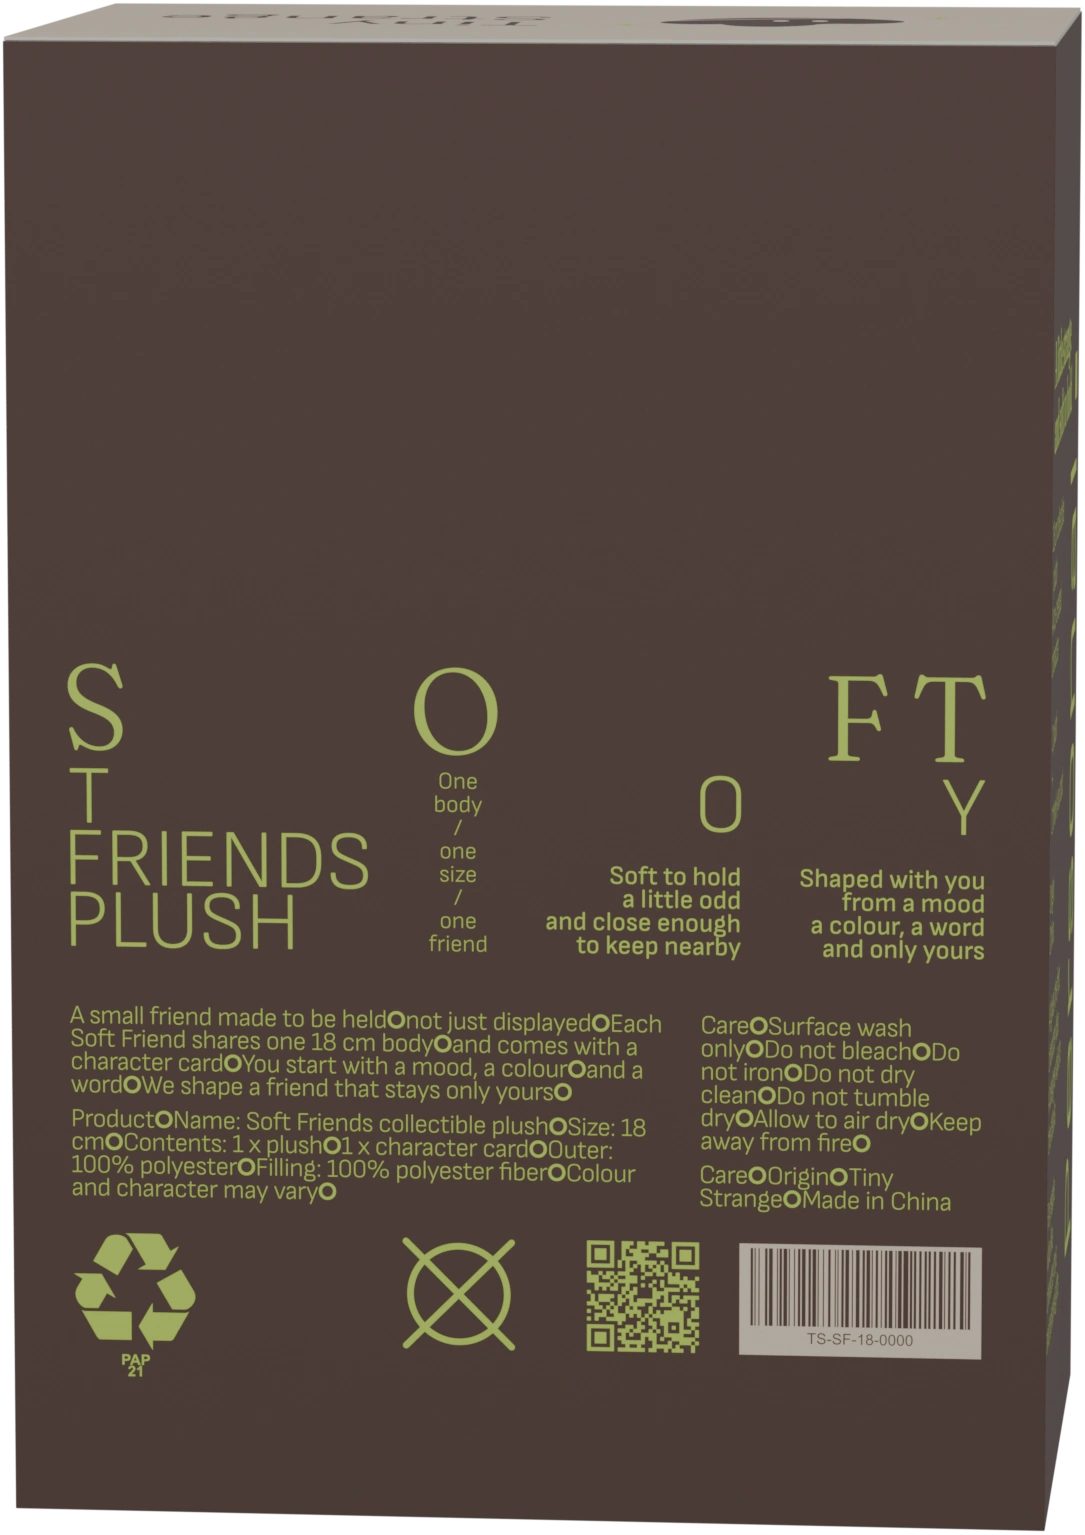 Tiny
Strange
S O FT
T O Y
FRIENDS
PLUSH
One
body
/
one
size
/
one
friend
Soft to hold
a little odd
and close enough
to keep nearby
Shaped with you
from a mood
a colour, a word
and only yours
A small friend made to be heldOnot just displayedOEach
Soft Friend shares one 18 cm bodyOand comes with a
character cardOYou start with a mood, a colourOand a
wordOWe shape a friend that stays only yoursO
ProductOName: Soft Friends collectible plushOSize: 18
cmOContents: 1 x plushO1 x character cardOOuter:
100% polyesterOFilling: 100% polyester fiberOColour
and character may varyO
CareOSurface wash
onlyODo not bleachODo
not ironODo not dry
cleanODo not tumble
dryOAllow to air dryOKeep
away from fireO
CareOOriginOTiny
StrangeOMade in China
PAP
21
TS-SF-18-0000